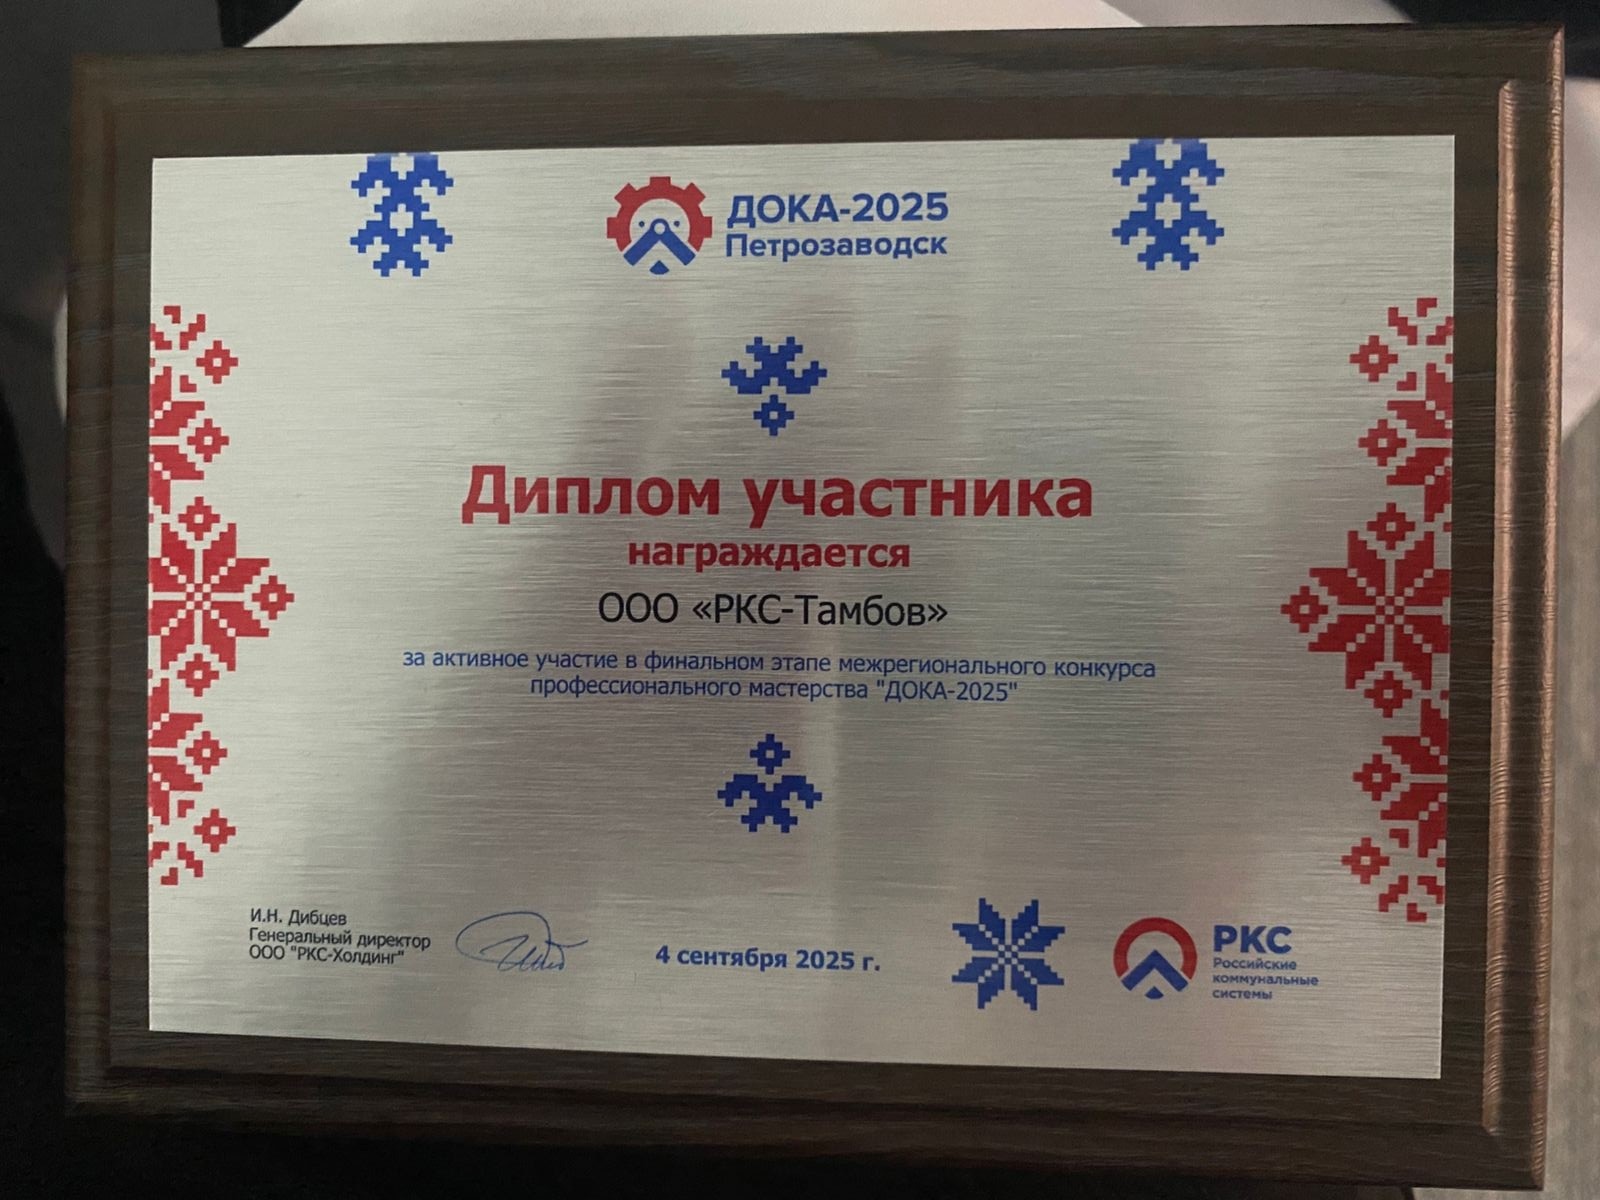 ДОКА-2025
Петрозаводск
Диплом участника
награждается
ООО «РКС-Тамбов»
за активное участие в финальном этапе межрегионального конкурса
профессионального мастерства "ДОКА-2025"
И.Н. Дибцев
Генеральный директор
ООО "РКС-Холдинг"
4 сентября 2025 г.
РКС
Российские
коммунальные
системы